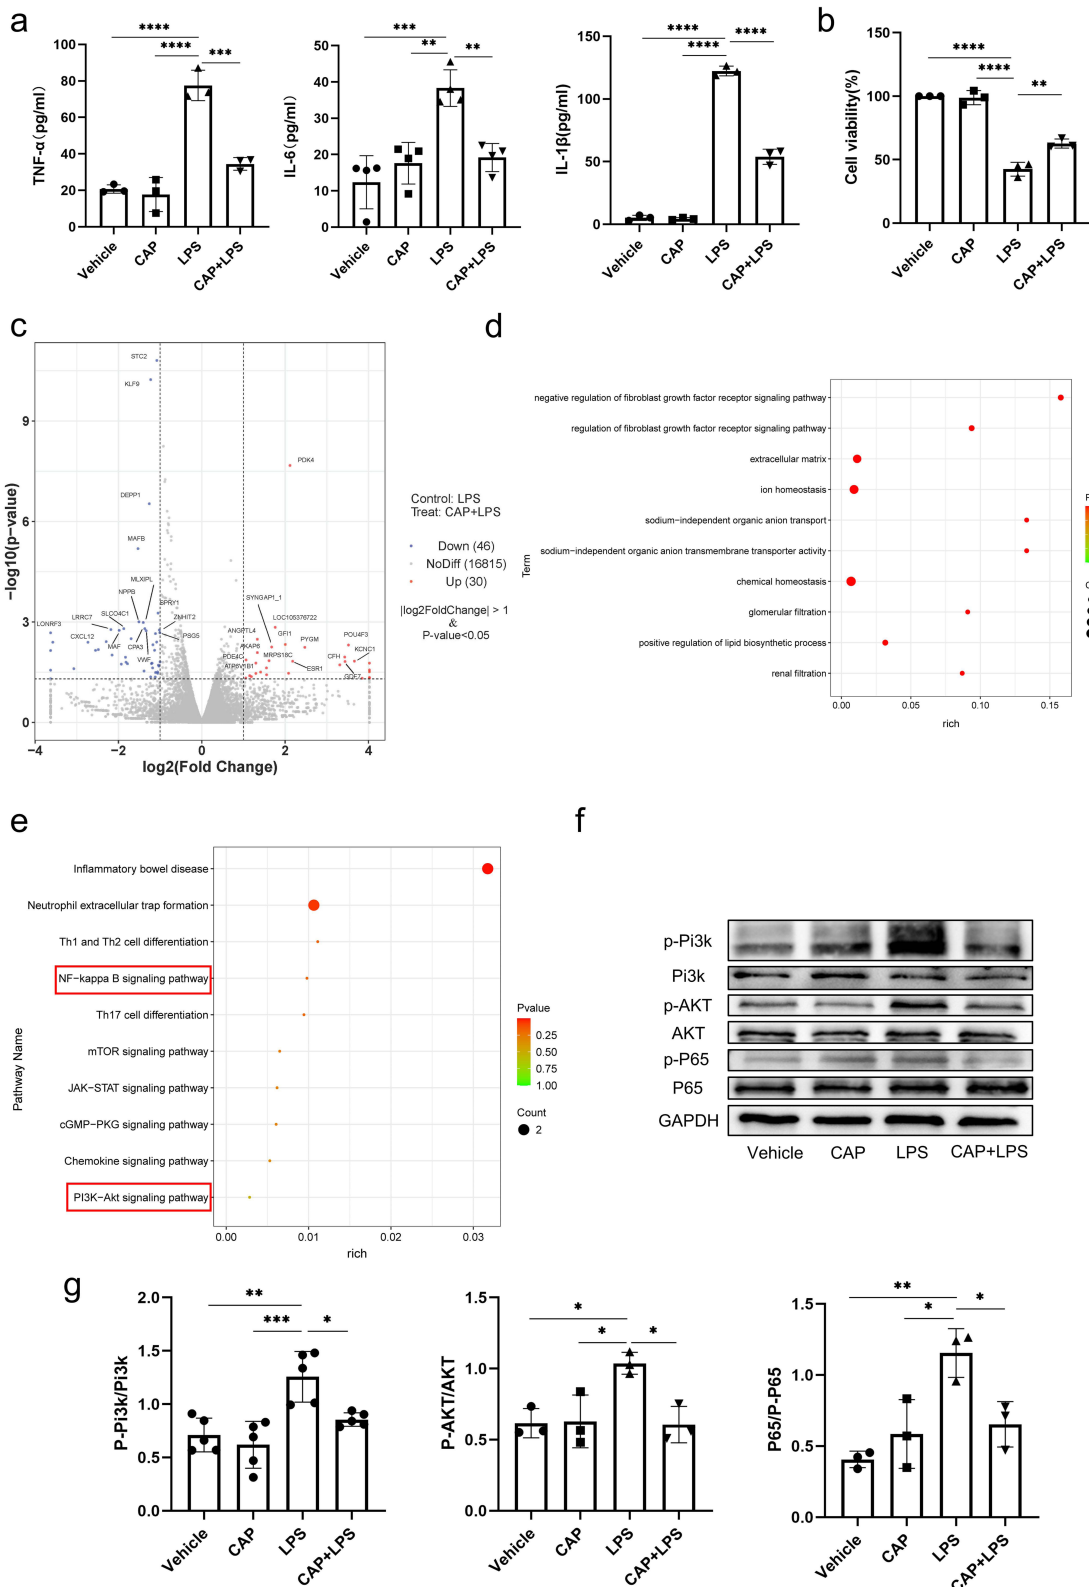 a
TNF-α(pg/ml)
100
80
60
40
20
0
****
****
***
Vehicle
CAP
LPS
CAP+LPS
IL-6(pg/ml)
50
40
30
20
10
0
***
**
**
Vehicle
CAP
LPS
CAP+LPS
IL-1β(pg/ml)
150
100
50
0
****
****
****
Vehicle
CAP
LPS
CAP+LPS
b
Cell viability(%)
150
100
50
0
****
****
**
Vehicle
CAP
LPS
CAP+LPS
c
−log10(p−value)
9
6
3
0
STC2
KLF9
PDK4
DEPP1
MAFB
MLXIPL
NPPB
SPRY1
SLCO4C1
LRRC7
ZNHIT2
LONRF3
CXCL12
PSG5
MAF
CPA3
VWF
SYNGAP1_1
LOC105376722
ANGPTL4
GFI1
POU4F3
AKAP6
PYGM
KCNC1
PDE4C
MRPS18C
CFH
ATP6V1B1
ESR1
GDF7
−4
−2
0
2
4
log2(Fold Change)
Control: LPS
Treat: CAP+LPS
Down (46)
NoDiff (16815)
Up (30)
|log2FoldChange| > 1
&
P-value<0.05
d
Term
negative regulation of fibroblast growth factor receptor signaling pathway
regulation of fibroblast growth factor receptor signaling pathway
extracellular matrix
ion homeostasis
sodium−independent organic anion transport
sodium−independent organic anion transmembrane transporter activity
chemical homeostasis
glomerular filtration
positive regulation of lipid biosynthetic process
renal filtration
0.00
0.05
0.10
0.15
rich
e
Pathway Name
Inflammatory bowel disease
Neutrophil extracellular trap formation
Th1 and Th2 cell differentiation
NF−kappa B signaling pathway
Th17 cell differentiation
mTOR signaling pathway
JAK−STAT signaling pathway
cGMP−PKG signaling pathway
Chemokine signaling pathway
PI3K−Akt signaling pathway
0.00
0.01
0.02
0.03
rich
Pvalue
0.25
0.50
0.75
1.00
Count
2
f
p-Pi3k
Pi3k
p-AKT
AKT
p-P65
P65
GAPDH
Vehicle CAP LPS CAP+LPS
g
P-Pi3k/Pi3k
2.0
1.5
1.0
0.5
0.0
**
***
*
Vehicle
CAP
LPS
CAP+LPS
P-AKT/AKT
1.5
1.0
0.5
0.0
*
*
*
Vehicle
CAP
LPS
CAP+LPS
P65/P-P65
1.5
1.0
0.5
0.0
**
*
*
Vehicle
CAP
LPS
CAP+LPS